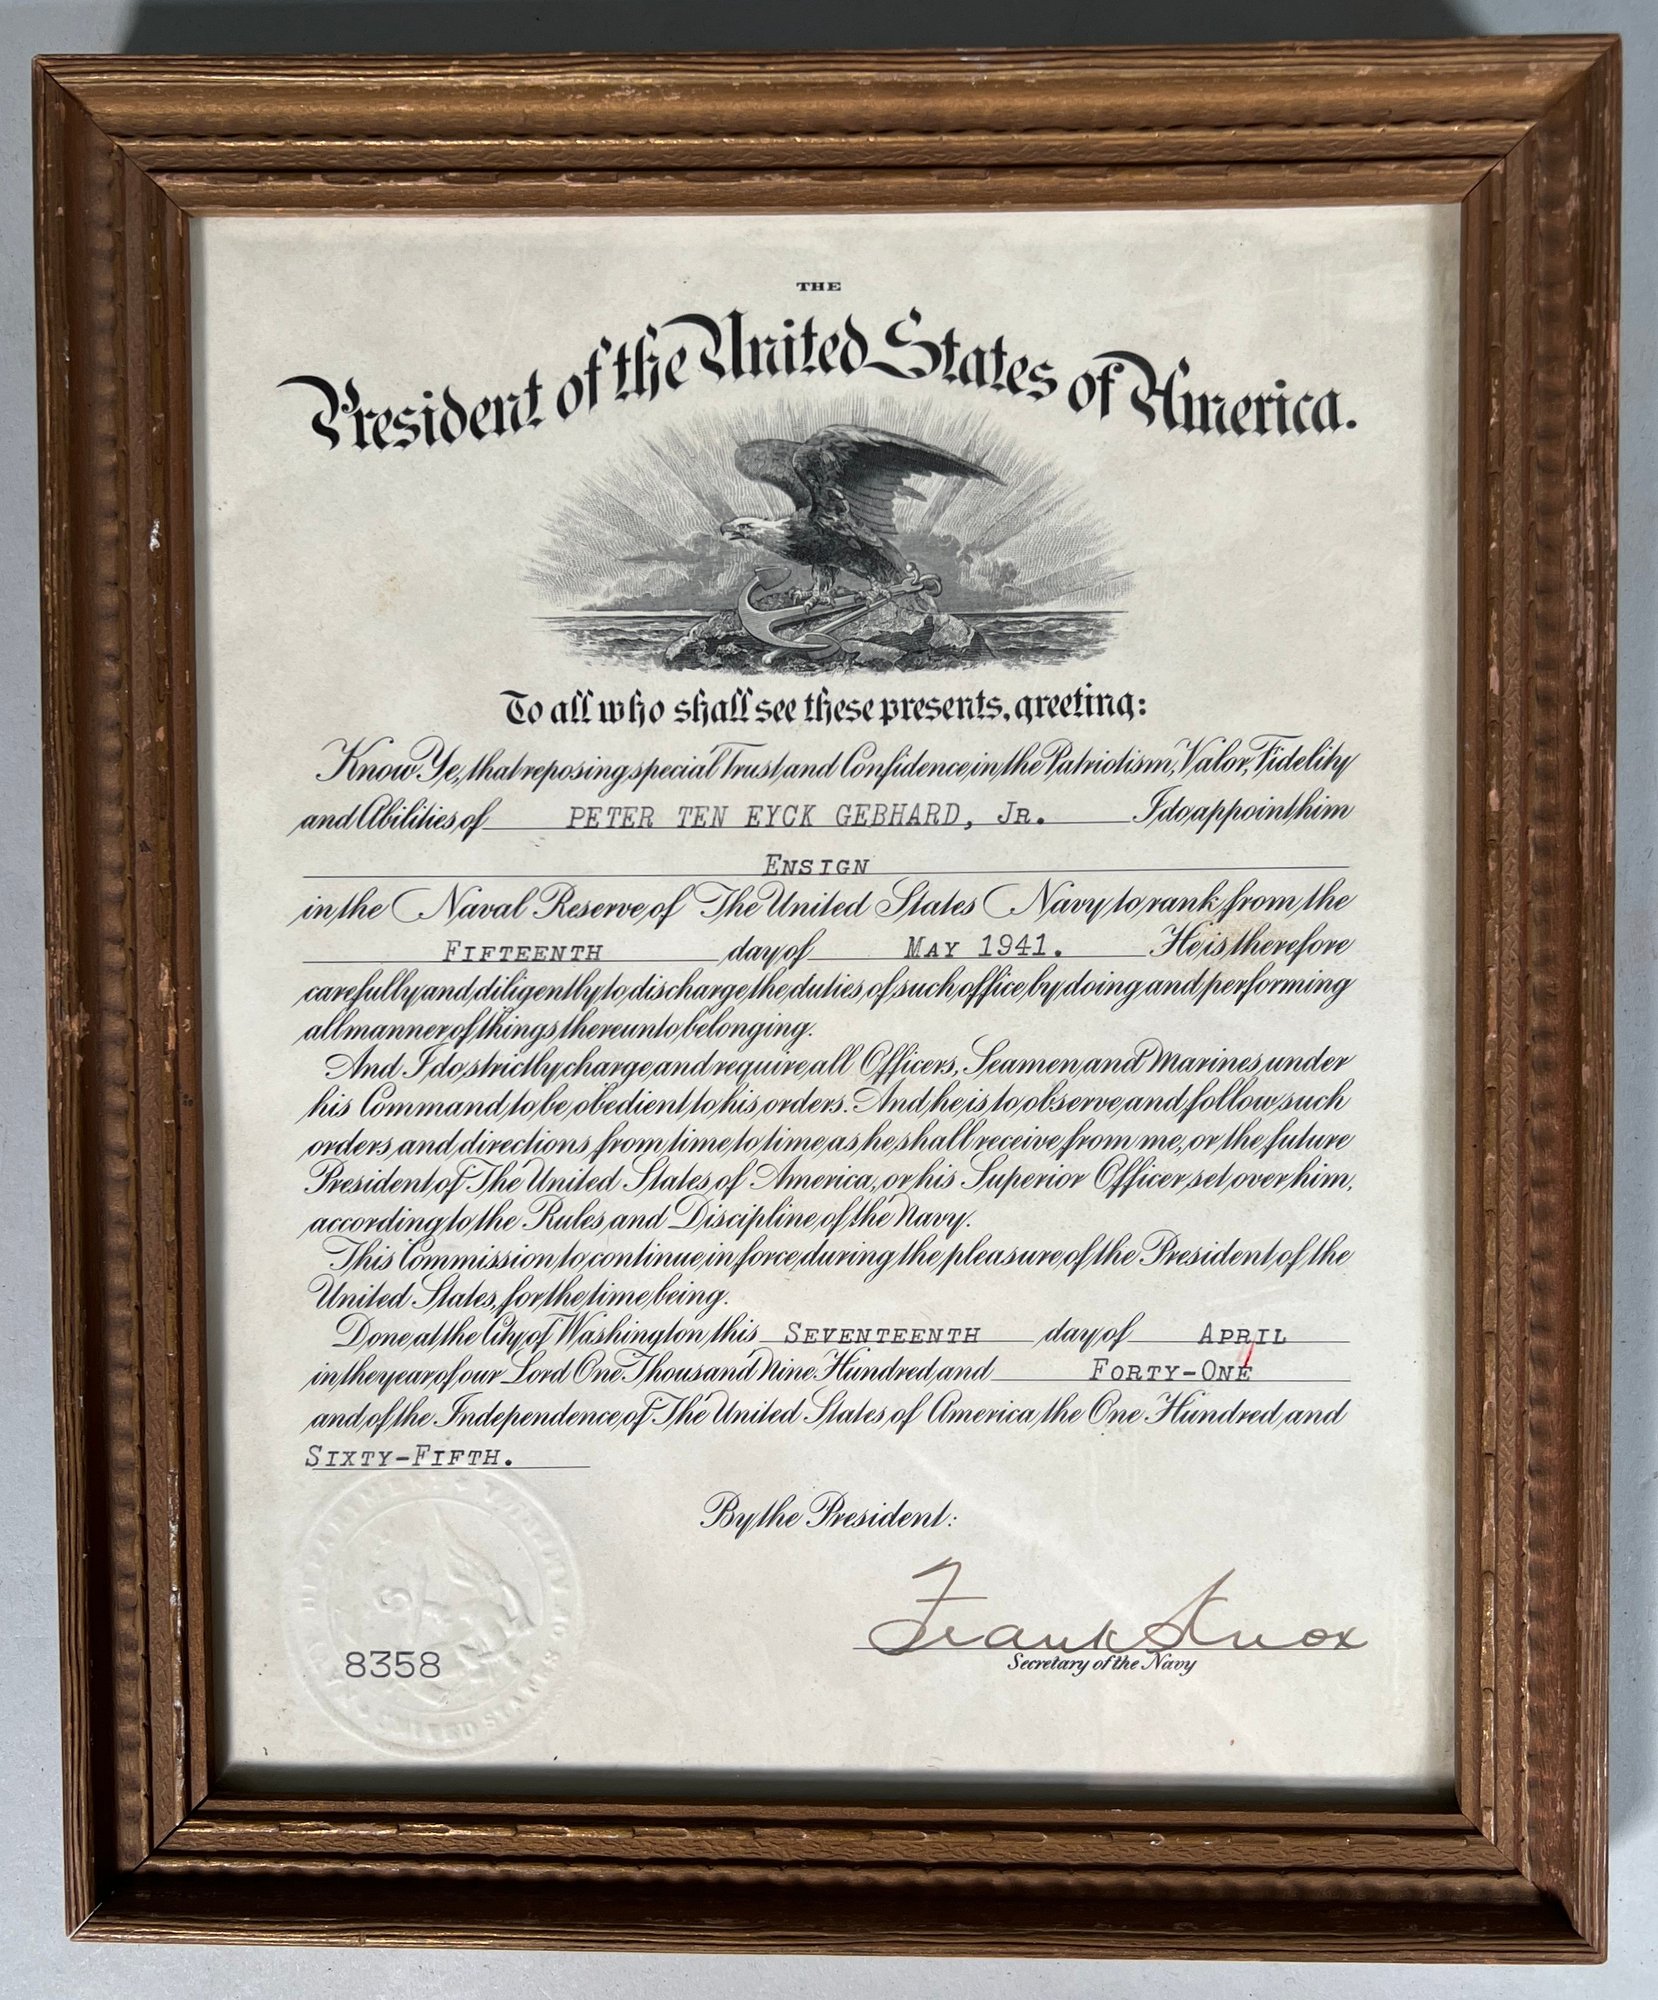 THE
President of the United States of America.
To all who shall see these presents, greeting:
Know Ye, that reposing special Trust and Confidence in the Patriotism, Valor, Fidelity
and Abilities of PETER TEN EYCK GEBHARD, JR. I do appoint him
ENSIGN
in the Naval Reserve of The United States Navy to rank from the
FIFTEENTH day of MAY 1941. He is therefore
carefully and diligently to discharge the duties of such office by doing and performing
all manner of things thereunto belonging.
And I do strictly charge and require all Officers, Seamen and Marines under
his Command to be obedient to his orders. And he is to observe and follow such
orders and directions from time to time as he shall receive from me, or the future
President of The United States of America, or his Superior Officer set over him,
according to the Rules and Discipline of the Navy.
This Commission to continue in force during the pleasure of the President of the
United States, for the time being.
Done at the City of Washington this SEVENTEENTH day of APRIL
in the year of our Lord One Thousand Nine Hundred and FORTY-ONE
and of the Independence of The United States of America the One Hundred and
SIXTY-FIFTH.
By the President:
Frank Knox
Secretary of the Navy
8358
UNITED STATES